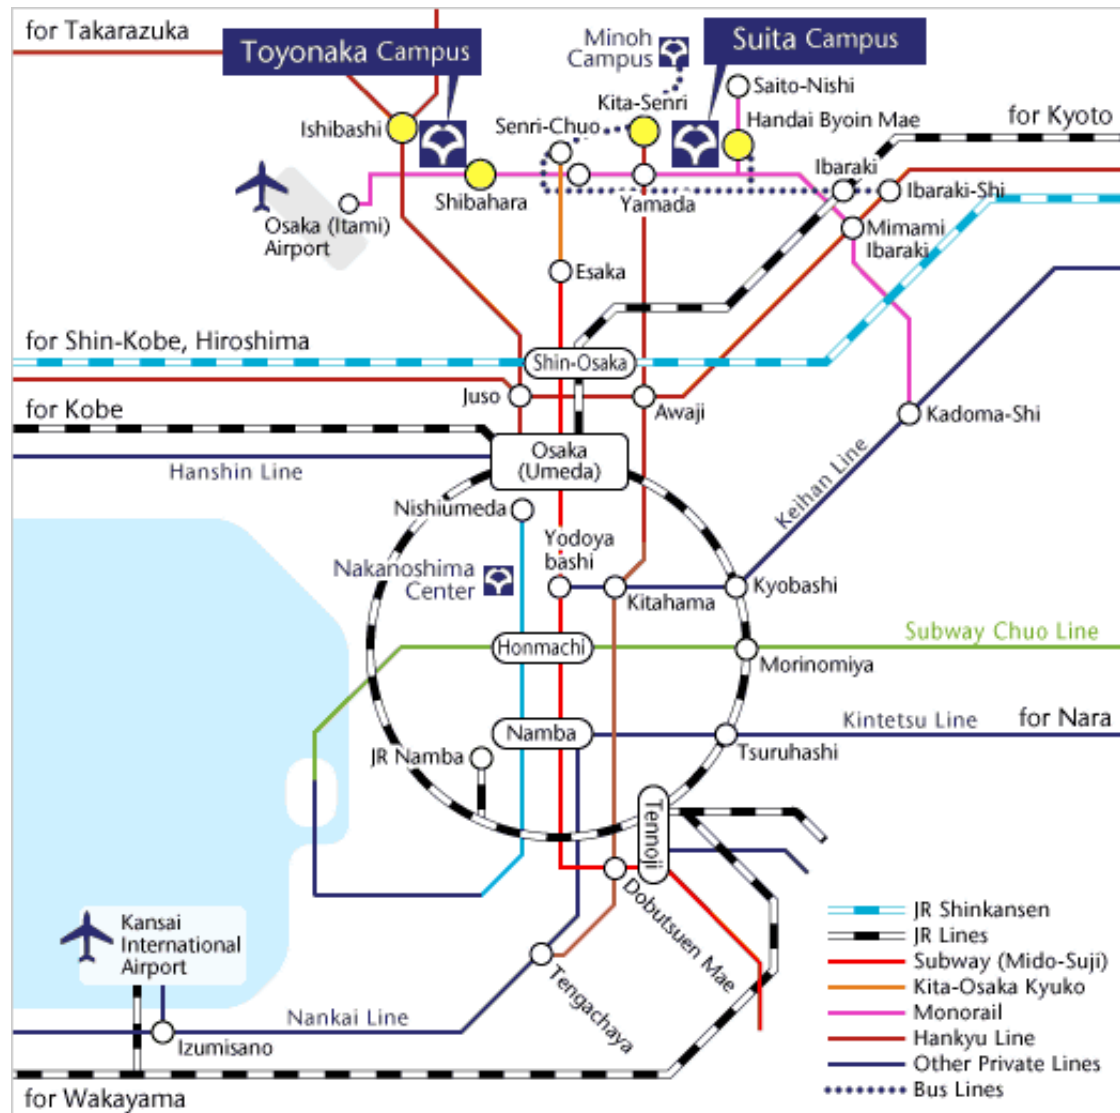 for Takarazuka
Toyonaka Campus
Minoh
Campus
Suita Campus
Saito-Nishi
Kita-Senri
Handai Byoin Mae
Ishibashi
Senri-Chuo
for Kyoto
Ibaraki
Ibaraki-Shi
Shibahara
Yamada
Osaka (Itami)
Airport
Mimami
Ibaraki
Esaka
for Shin-Kobe, Hiroshima
Shin-Osaka
Juso
Awaji
for Kobe
Kadoma-Shi
Osaka
(Umeda)
Hanshin Line
Keihan Line
Nishiumeda
Yodoya
bashi
Nakanoshima
Center
Kitahama
Kyobashi
Subway Chuo Line
Honmachi
Morinomiya
Kintetsu Line
for Nara
Namba
JR Namba
Tsuruhashi
Tennoji
Dobutsuen Mae
Kansai
International
Airport
Tengachaya
Nankai Line
Izumisano
for Wakayama
JR Shinkansen
JR Lines
Subway (Mido-Suji)
Kita-Osaka Kyuko
Monorail
Hankyu Line
Other Private Lines
Bus Lines